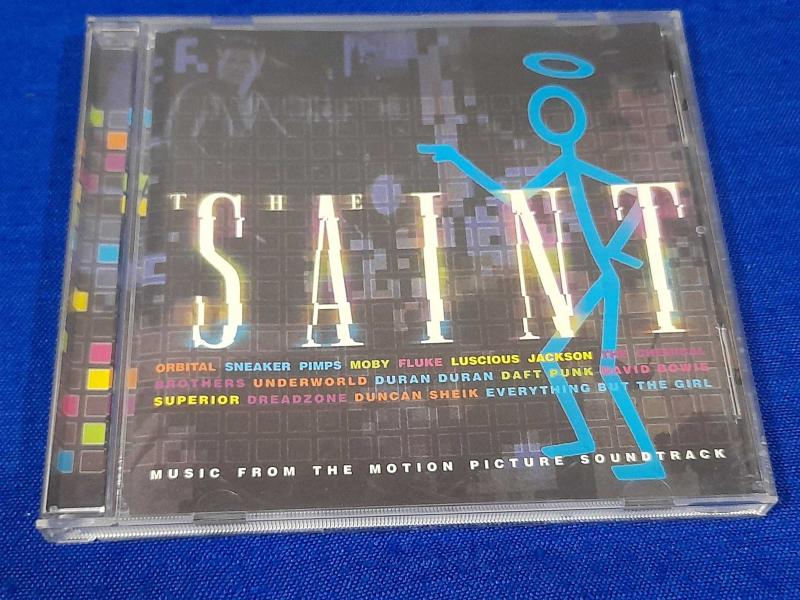 THE
SAINT
ORBITAL SNEAKER PIMPS MOBY FLUKE LUSCIOUS JACKSON THE CHEMICAL
BROTHERS UNDERWORLD DURAN DURAN DAFT PUNK DAVID BOWIE
SUPERIOR DREADZONE DUNCAN SHEIK EVERYTHING BUT THE GIRL
MUSIC FROM THE MOTION PICTURE SOUNDTRACK